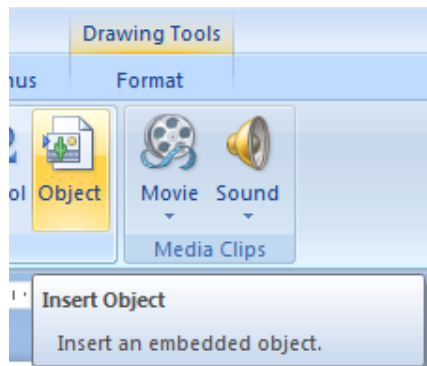 Drawing Tools
nus Format
ol Object Movie Sound
Media Clips
Insert Object
Insert an embedded object.